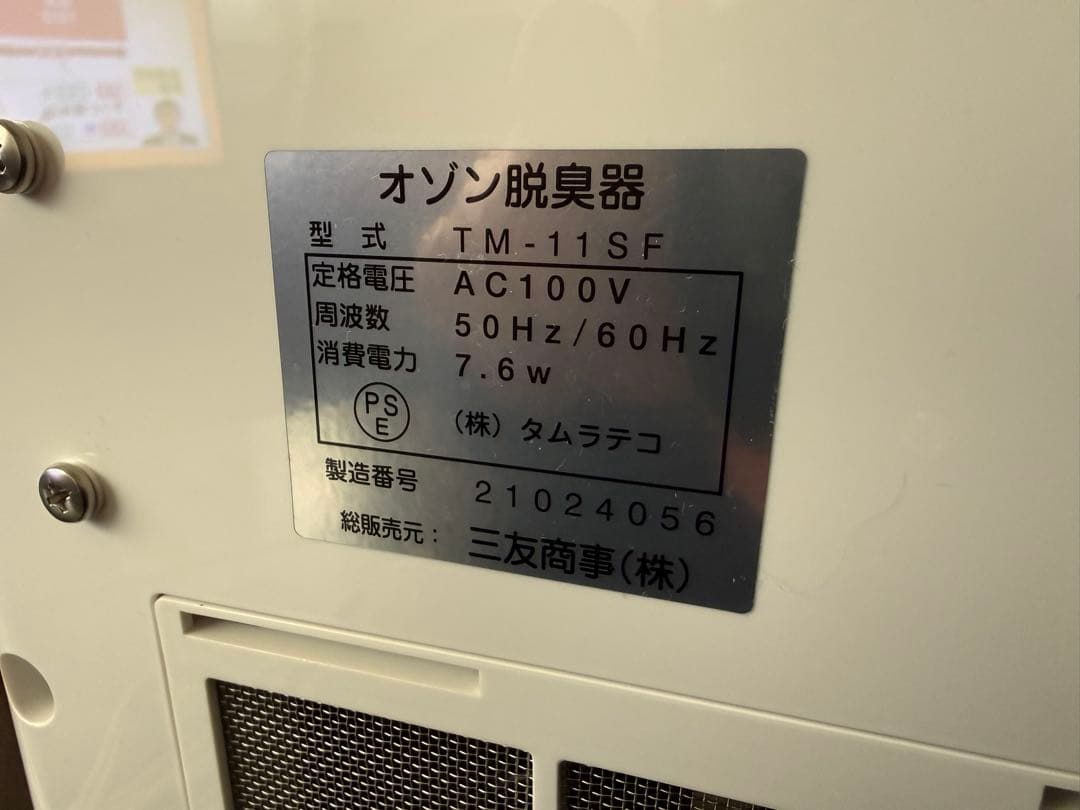 オゾン脱臭器
型 式 TM-11SF
定格電圧 AC100V
周波数 50Hz/60Hz
消費電力 7.6w
PSE (株) タムラテコ
製造番号 21024056
総販売元: 三友商事(株)